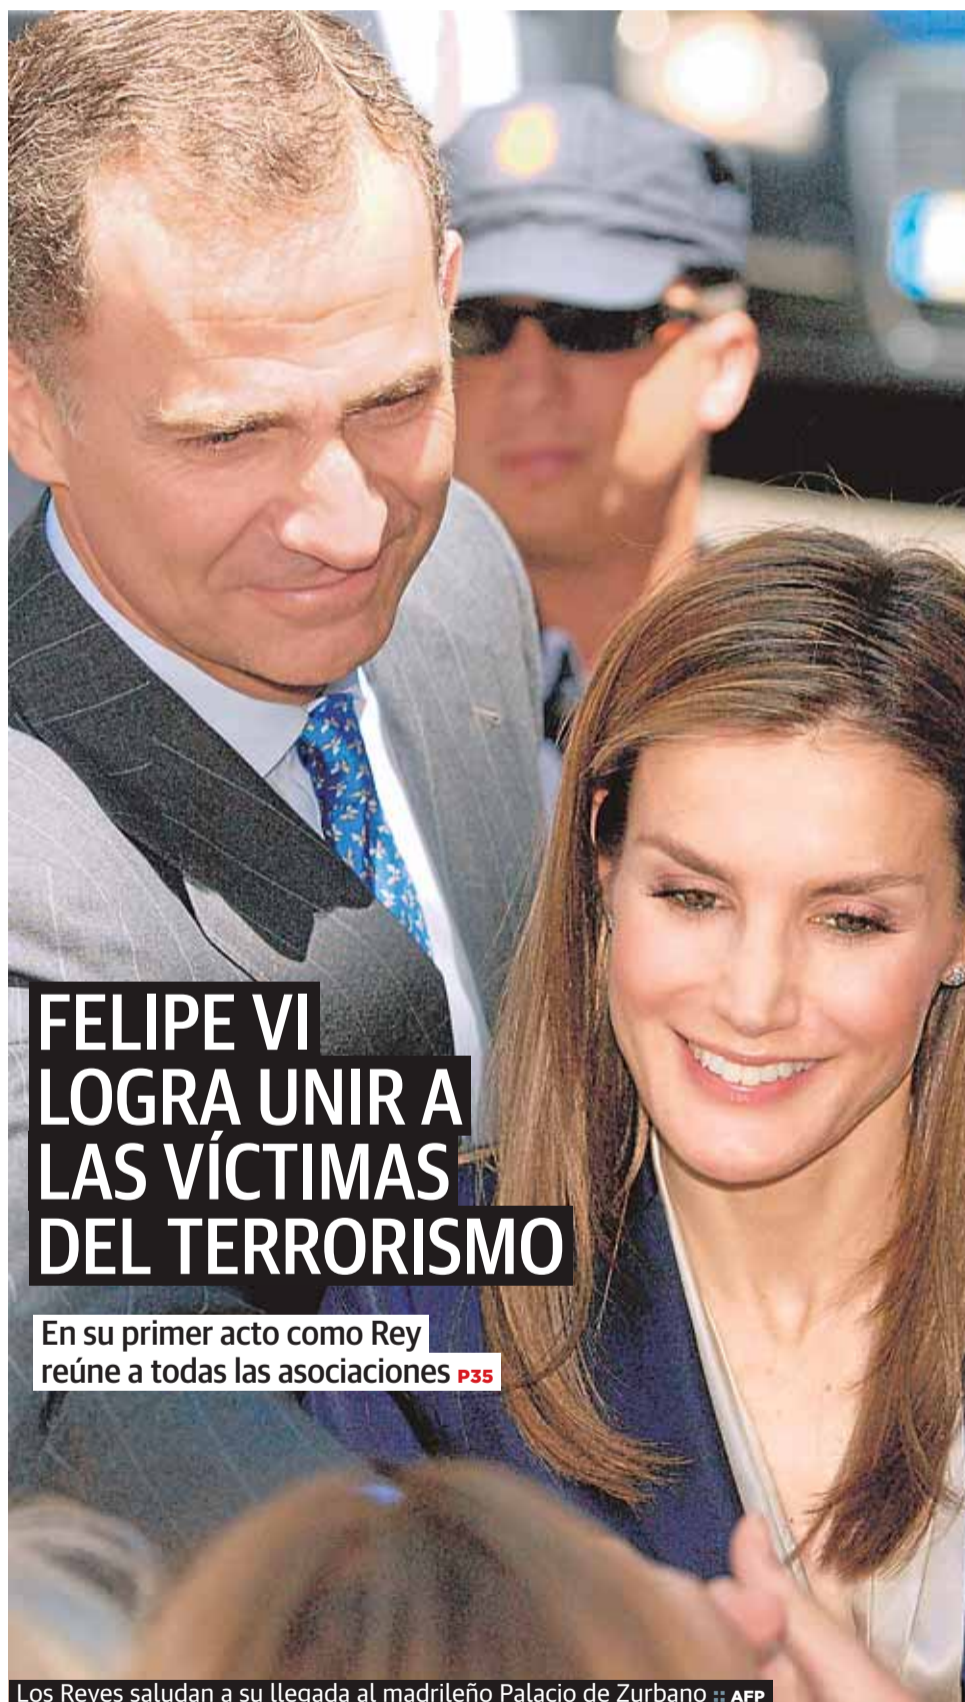 FELIPE VI
LOGRA UNIR A
LAS VÍCTIMAS
DEL TERRORISMO
En su primer acto como Rey
reúne a todas las asociaciones P35
Los Reyes saludan a su llegada al madrileño Palacio de Zurbano :: AFP